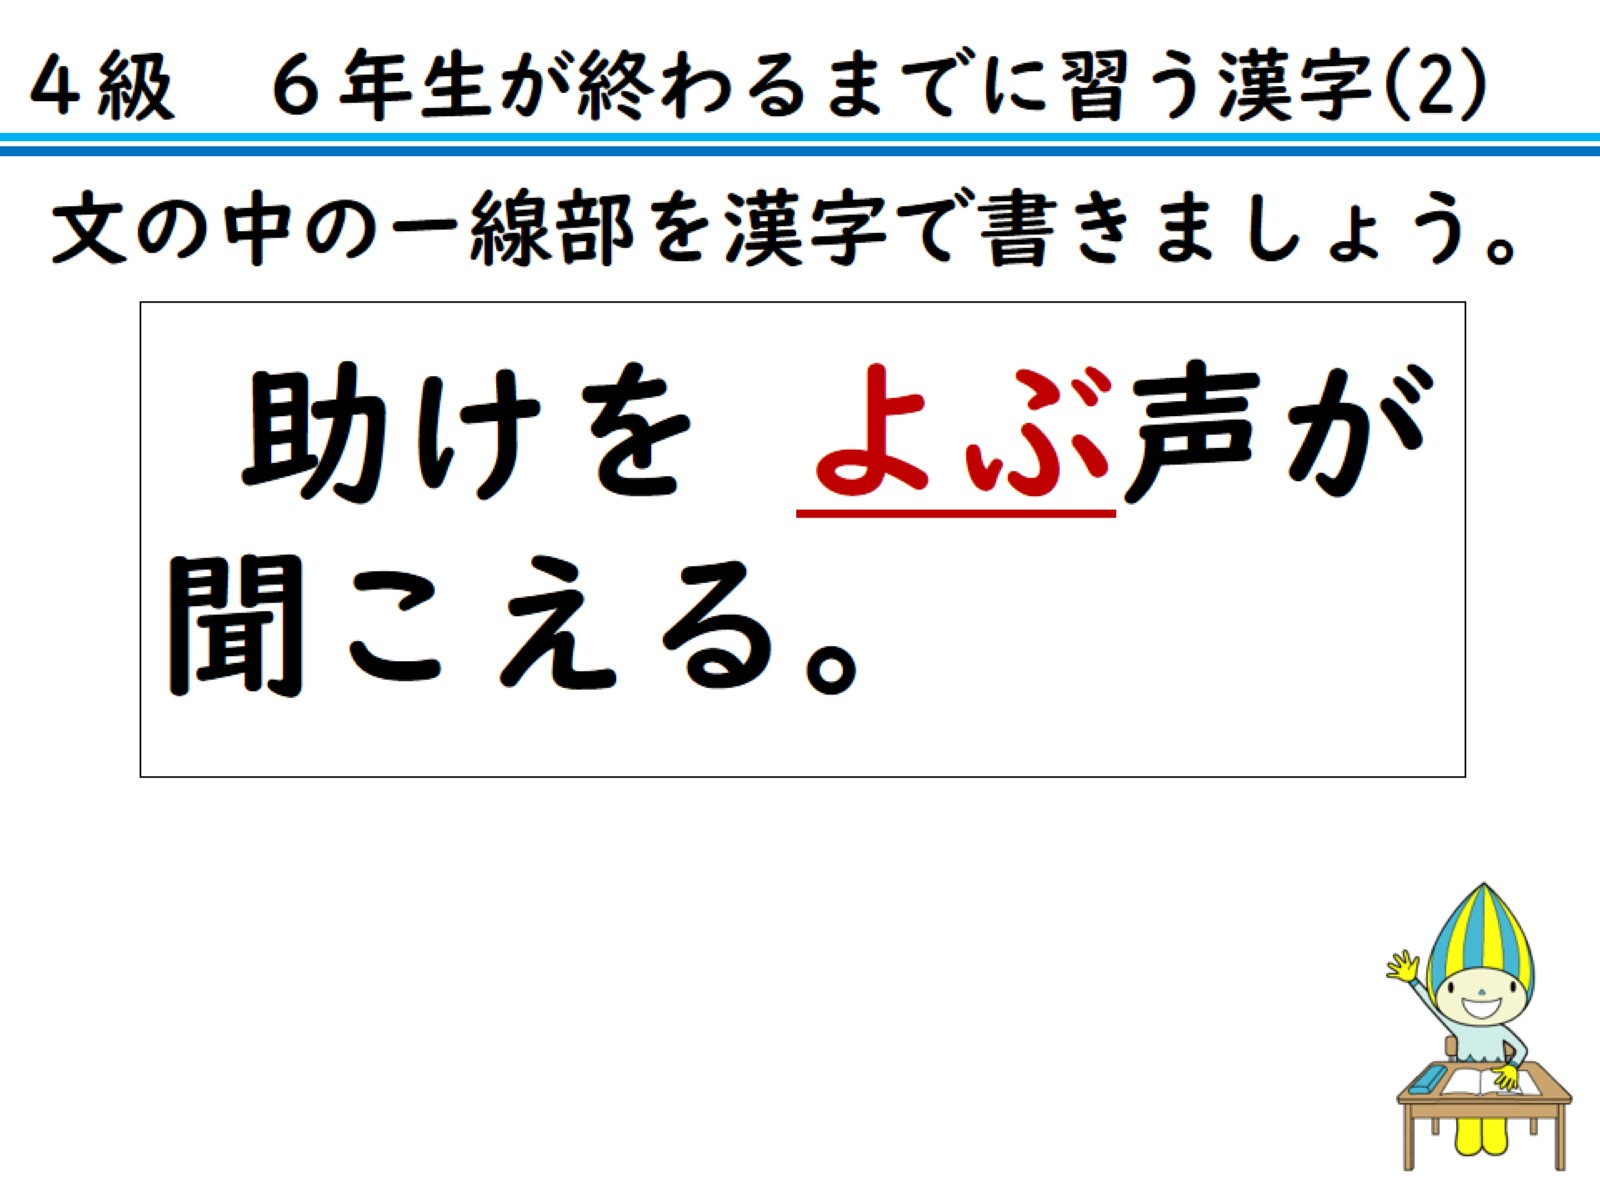 ４級　６年生が終わるまでに習う漢字(2)
文の中の一線部を漢字で書きましょう。
助けを　よぶ声が
聞こえる。